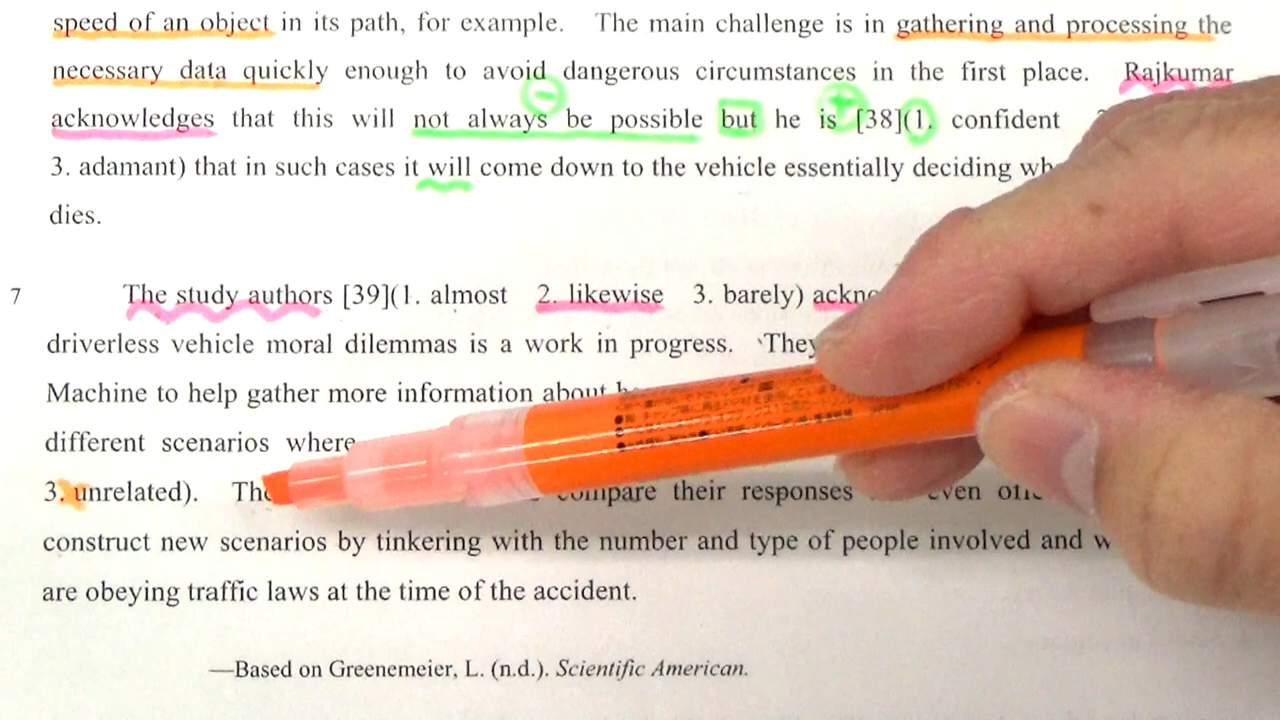 speed of an object in its path, for example. The main challenge is in gathering and processing the
necessary data quickly enough to avoid dangerous circumstances in the first place. Rajkumar
acknowledges that this will not always be possible but he is [38](1. confident
3. adamant) that in such cases it will come down to the vehicle essentially deciding
dies.
7 The study authors [39](1. almost 2. likewise 3. barely)
driverless vehicle moral dilemmas is a work in progress. They
Machine to help gather more information about
different scenarios where
3. unrelated). compare their responses even
construct new scenarios by tinkering with the number and type of people involved and
are obeying traffic laws at the time of the accident.
—Based on Greenemeier, L. (n.d.). Scientific American.